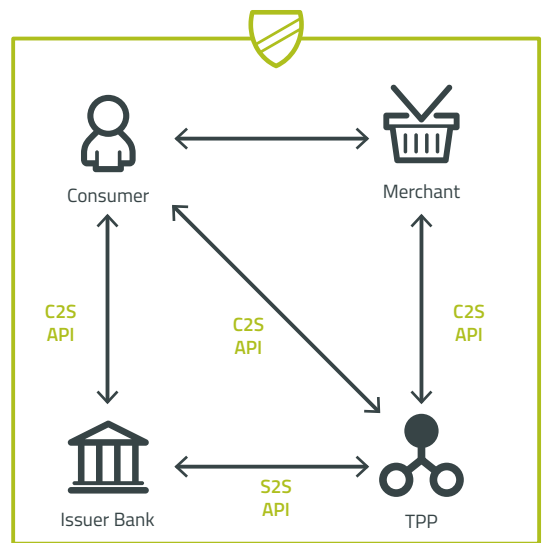 Consumer
Merchant
C2S
API
C2S
API
C2S
API
S2S
API
Issuer Bank
TPP